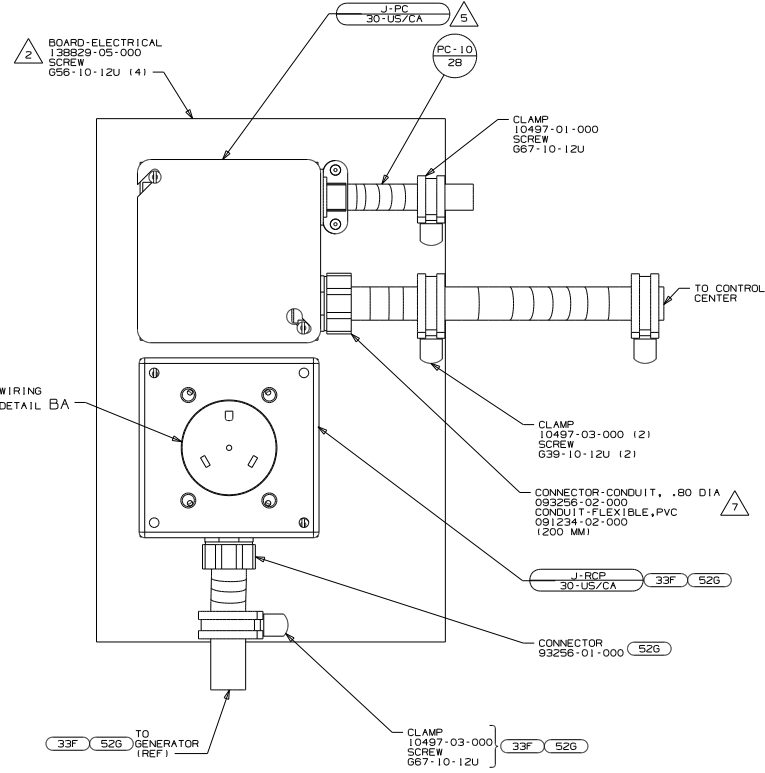 J-PC
30-US/CA
5
2
BOARD-ELECTRICAL
138829-05-000
SCREW
G56-10-12U (4)
PC-10
28
CLAMP
10497-01-000
SCREW
G67-10-12U
TO CONTROL
CENTER
WIRING
DETAIL BA
CLAMP
10497-03-000 (2)
SCREW
G39-10-12U (2)
CONNECTOR-CONDUIT, .80 DIA
093256-02-000
CONDUIT-FLEXIBLE,PVC
091234-02-000
(200 MM)
7
J-RCP
30-US/CA
33F
52G
CONNECTOR
93256-01-000
52G
33F
52G
TO
GENERATOR
(REF)
CLAMP
10497-03-000
SCREW
G67-10-12U
33F
52G